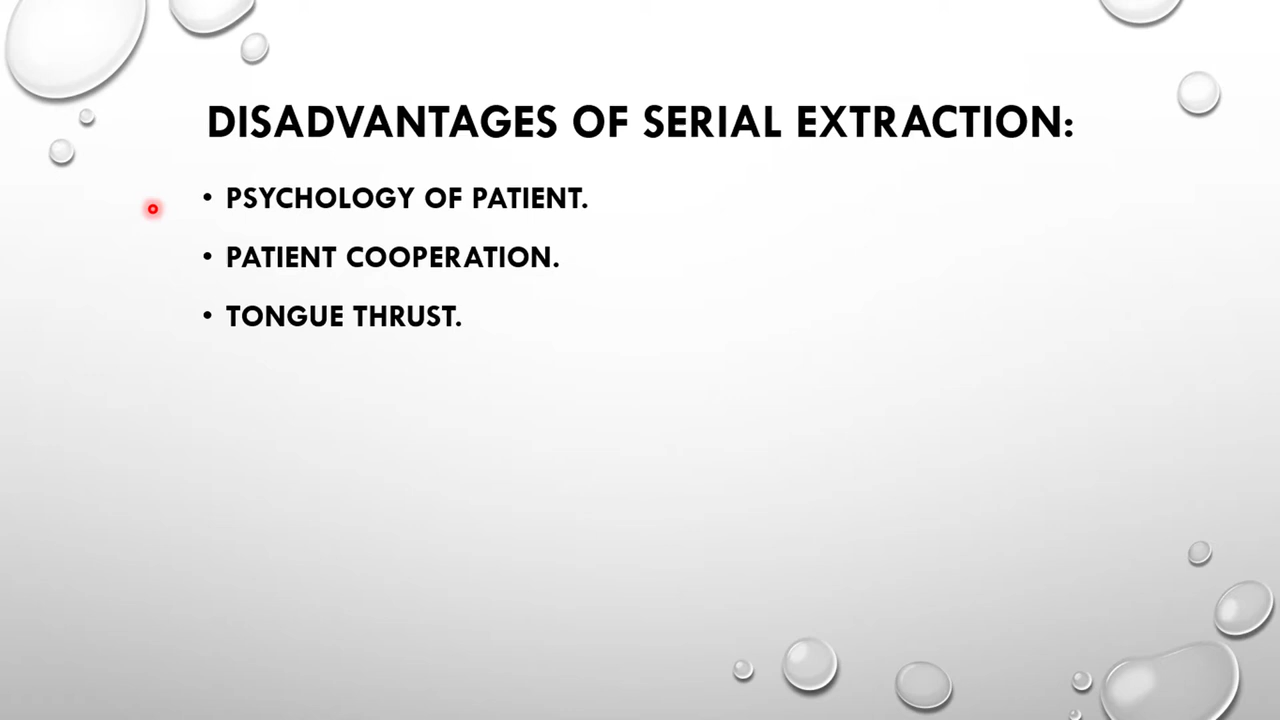 DISADVANTAGES OF SERIAL EXTRACTION:
• PSYCHOLOGY OF PATIENT.
• PATIENT COOPERATION.
• TONGUE THRUST.